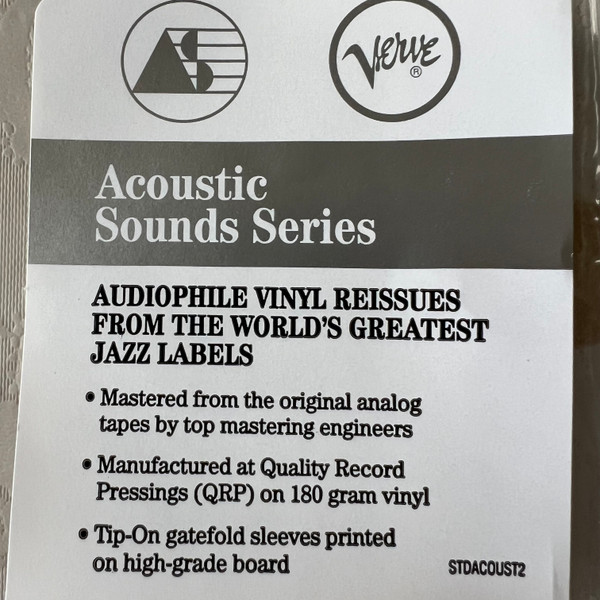 AS
Verve
®
Acoustic
Sounds Series
AUDIOPHILE VINYL REISSUES
FROM THE WORLD'S GREATEST
JAZZ LABELS
• Mastered from the original analog
tapes by top mastering engineers
• Manufactured at Quality Record
Pressings (QRP) on 180 gram vinyl
• Tip-On gatefold sleeves printed
on high-grade board
STDACOUST2